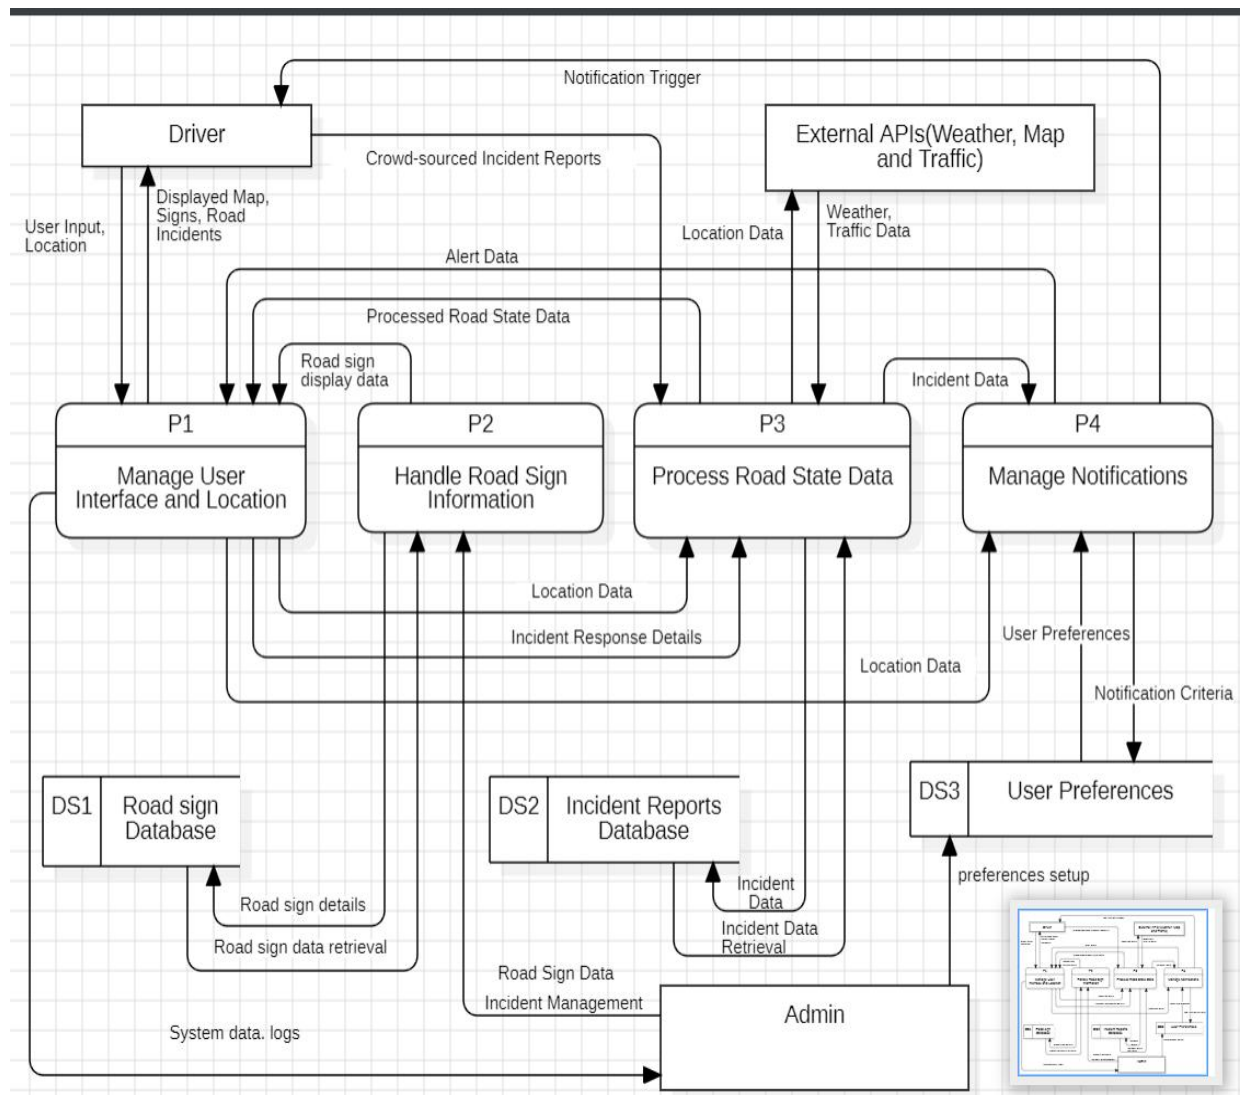 Notification Trigger
Driver
External APIs(Weather, Map
and Traffic)
Crowd-sourced Incident Reports
Displayed Map,
Signs, Road
Incidents
User Input,
Location
Location Data
Weather,
Traffic Data
Alert Data
Processed Road State Data
Road sign
display data
Incident Data
P1
Manage User
Interface and Location
P2
Handle Road Sign
Information
P3
Process Road State Data
P4
Manage Notifications
Location Data
Incident Response Details
Location Data
User Preferences
Notification Criteria
DS1
Road sign
Database
DS2
Incident Reports
Database
DS3
User Preferences
Road sign details
Road sign data retrieval
Incident
Data
Incident Data
Retrieval
preferences setup
Road Sign Data
Incident Management
Admin
System data. logs